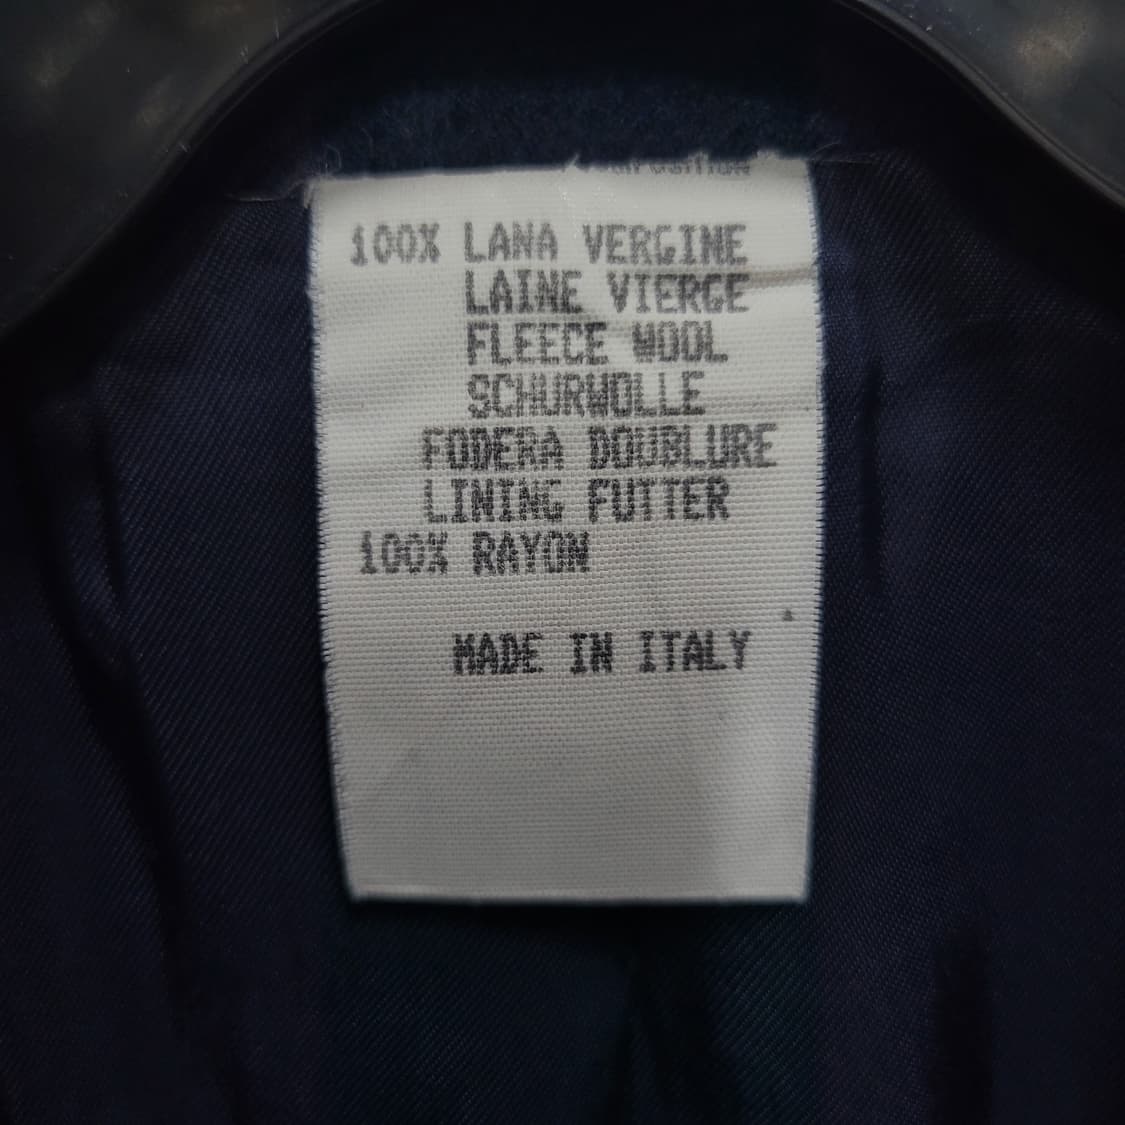 100% LANA VERGINE
LAINE VIERGE
FLEECE WOOL
SCHURWOLLE
FODERA DOUBLURE
LINING FUTTER
100% RAYON
MADE IN ITALY